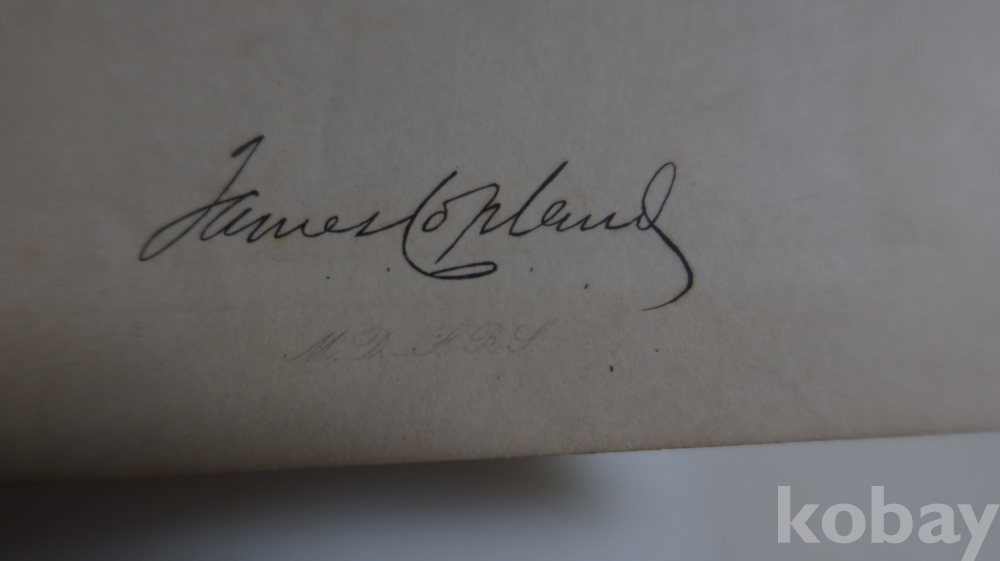 James Copland
M.D. F.R.S.
kobay